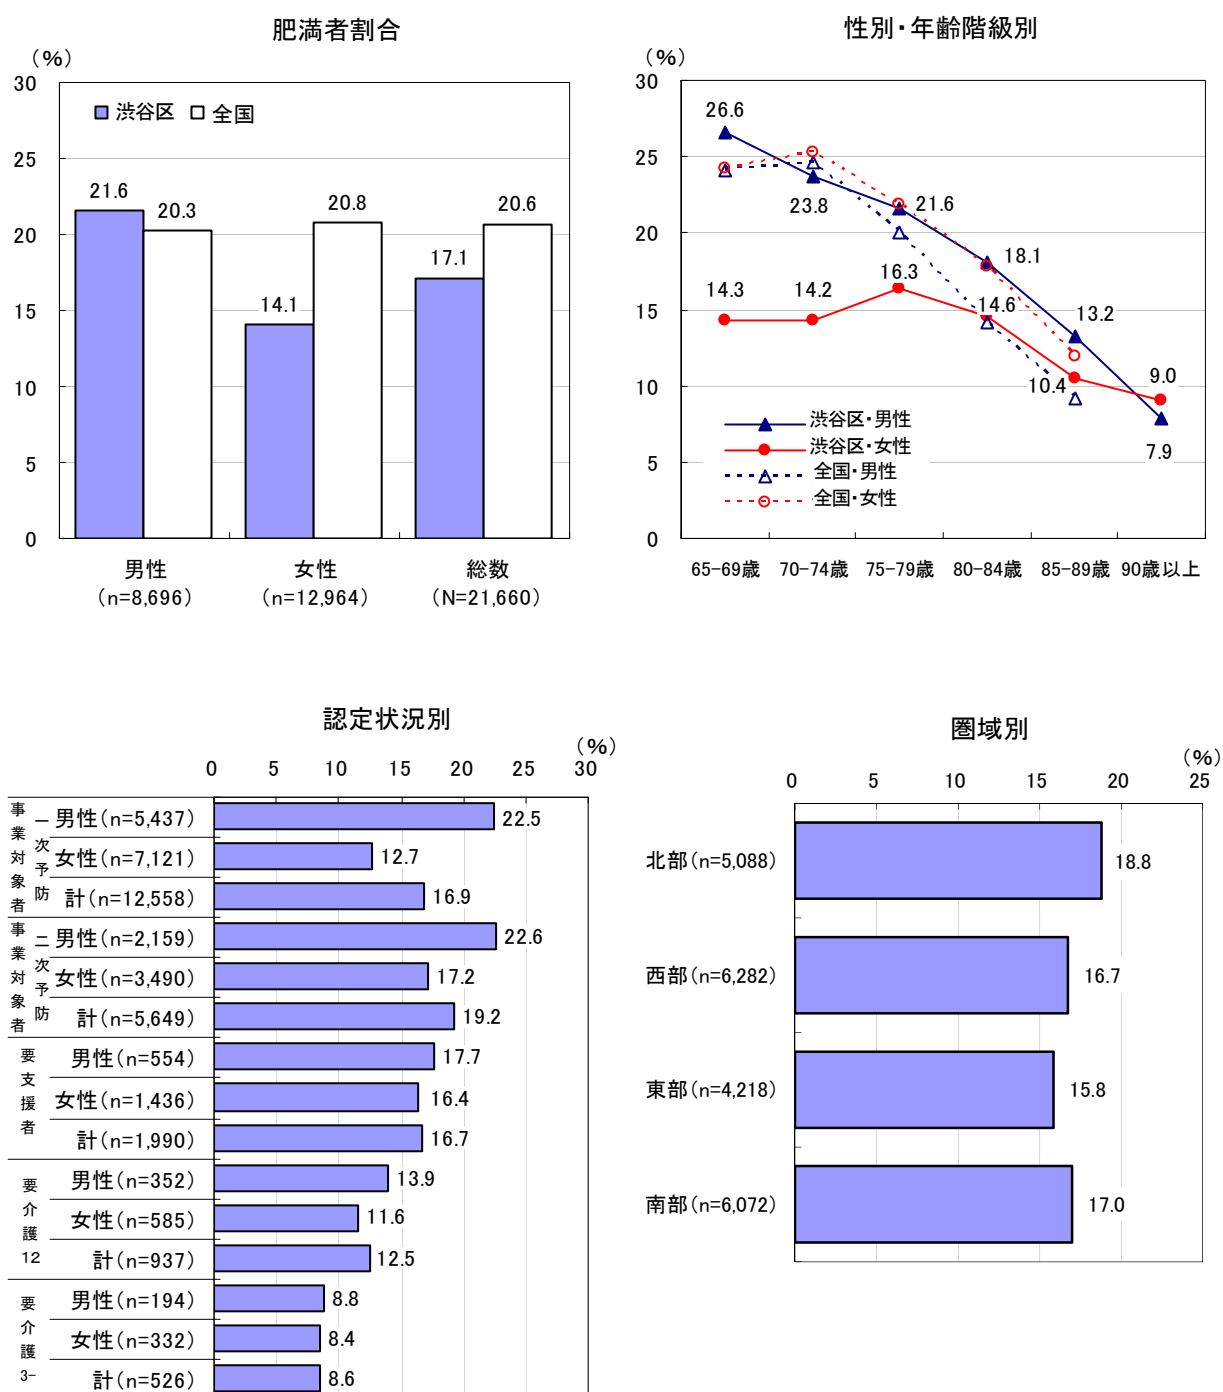 肥満者割合
(%)
30
25
20
15
10
5
0
渋谷区 全国
21.6 20.3 14.1 20.8 17.1 20.6
男性 女性 総数
(n=8,696) (n=12,964) (N=21,660)
性別・年齢階級別
(%)
30
25
20
15
10
5
0
26.6 23.8 21.6 18.1 13.2 7.9
14.3 14.2 16.3 14.6 10.4 9.0
渋谷区・男性
渋谷区・女性
全国・男性
全国・女性
65-69歳 70-74歳 75-79歳 80-84歳 85-89歳 90歳以上
認定状況別
(%)
0 5 10 15 20 25 30
一次予防
事業対象者
男性(n=5,437) 22.5
女性(n=7,121) 12.7
計(n=12,558) 16.9
二次予防
事業対象者
男性(n=2,159) 22.6
女性(n=3,490) 17.2
計(n=5,649) 19.2
要支援者
男性(n=554) 17.7
女性(n=1,436) 16.4
計(n=1,990) 16.7
要介護12
男性(n=352) 13.9
女性(n=585) 11.6
計(n=937) 12.5
要介護3-
男性(n=194) 8.8
女性(n=332) 8.4
計(n=526) 8.6
圏域別
(%)
0 5 10 15 20 25
北部(n=5,088) 18.8
西部(n=6,282) 16.7
東部(n=4,218) 15.8
南部(n=6,072) 17.0